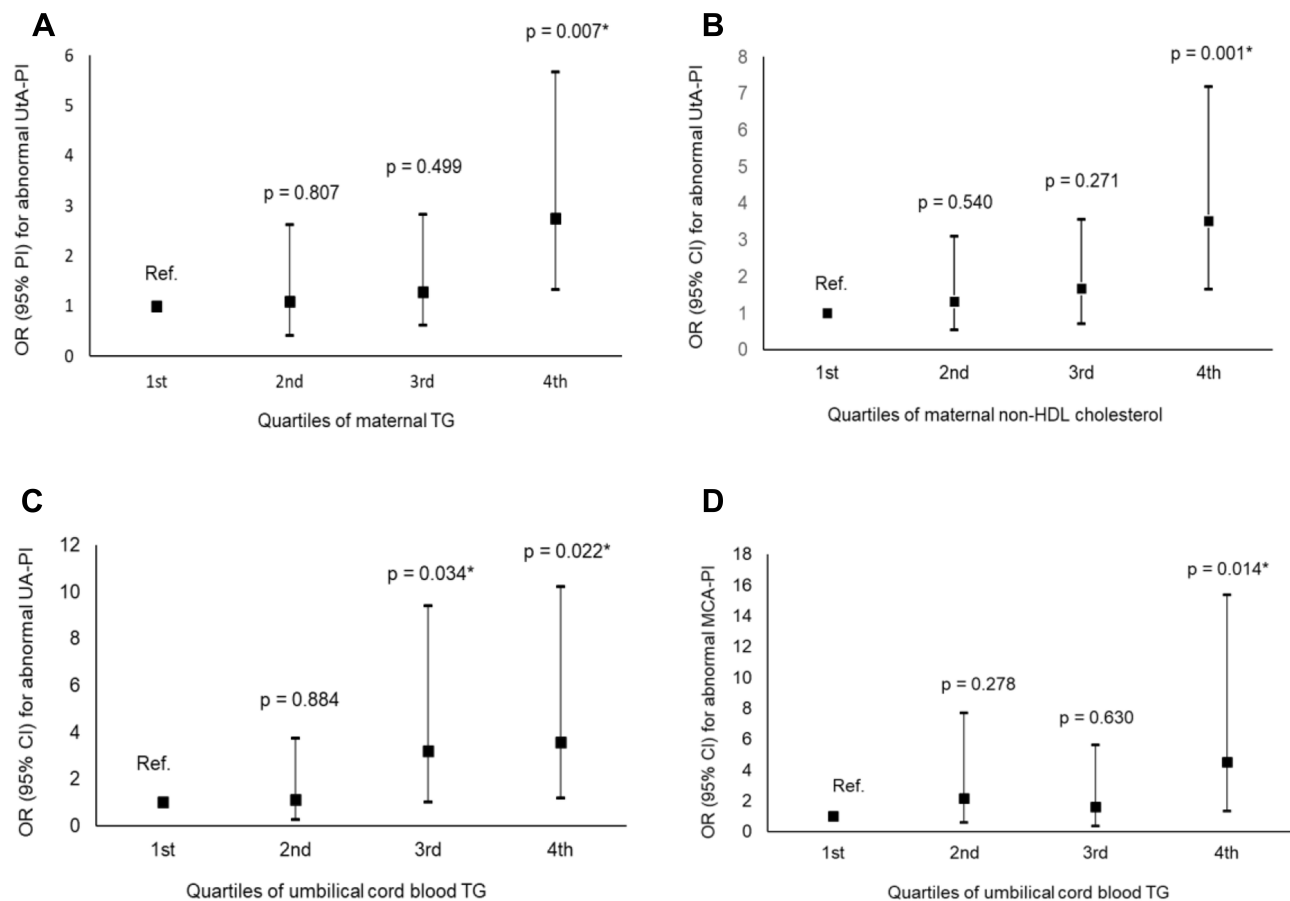 A
OR (95% PI) for abnormal UtA-PI
6
5
4
3
2
1
0
Ref.
p = 0.807
p = 0.499
p = 0.007*
1st 2nd 3rd 4th
Quartiles of maternal TG
B
OR (95% CI) for abnormal UtA-PI
8
7
6
5
4
3
2
1
0
Ref.
p = 0.540
p = 0.271
p = 0.001*
1st 2nd 3rd 4th
Quartiles of maternal non-HDL cholesterol
C
OR (95% CI) for abnormal UA-PI
12
10
8
6
4
2
0
Ref.
p = 0.884
p = 0.034*
p = 0.022*
1st 2nd 3rd 4th
Quartiles of umbilical cord blood TG
D
OR (95% CI) for abnormal MCA-PI
18
16
14
12
10
8
6
4
2
0
Ref.
p = 0.278
p = 0.630
p = 0.014*
1st 2nd 3rd 4th
Quartiles of umbilical cord blood TG